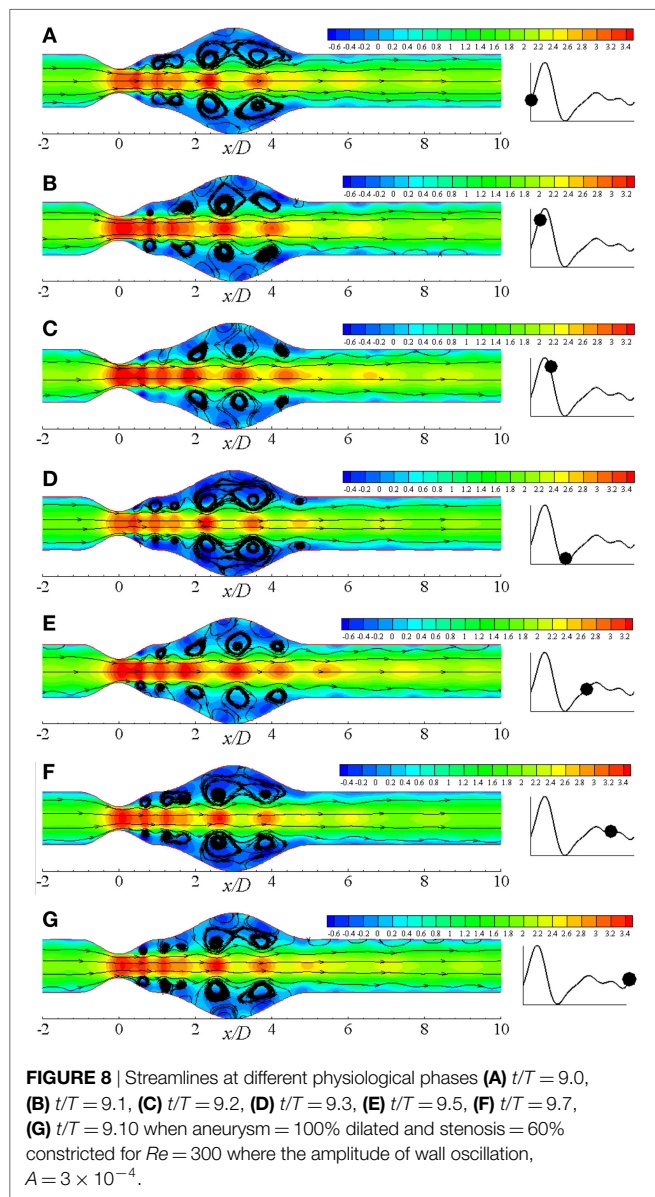 A
-0.6 -0.4 -0.2 0 0.2 0.4 0.6 0.8 1 1.2 1.4 1.6 1.8 2 2.2 2.4 2.6 2.8 3 3.2 3.4
-2 0 2 4 6 8 10
x/D
B
-0.6 -0.4 -0.2 0 0.2 0.4 0.6 0.8 1 1.2 1.4 1.6 1.8 2 2.2 2.4 2.6 2.8 3 3.2
-2 0 2 4 6 8 10
x/D
C
-0.4 -0.2 0 0.2 0.4 0.6 0.8 1 1.2 1.4 1.6 1.8 2 2.2 2.4 2.6 2.8 3 3.2
-2 0 2 4 6 8 10
x/D
D
-0.4 -0.2 0 0.2 0.4 0.6 0.8 1 1.2 1.4 1.6 1.8 2 2.2 2.4 2.6 2.8 3 3.2
-2 0 2 4 6 8 10
x/D
E
-0.6 -0.4 -0.2 0 0.2 0.4 0.6 0.8 1 1.2 1.4 1.6 1.8 2 2.2 2.4 2.6 2.8 3 3.2
-2 0 2 4 6 8 10
x/D
F
-0.4 -0.2 0 0.2 0.4 0.6 0.8 1 1.2 1.4 1.6 1.8 2 2.2 2.4 2.6 2.8 3 3.2 3.4
-2 0 2 4 6 8 10
x/D
G
-0.6 -0.4 -0.2 0 0.2 0.4 0.6 0.8 1 1.2 1.4 1.6 1.8 2 2.2 2.4 2.6 2.8 3 3.2 3.4
-2 0 2 4 6 8 10
x/D
FIGURE 8 | Streamlines at different physiological phases (A) t/T = 9.0,
(B) t/T = 9.1, (C) t/T = 9.2, (D) t/T = 9.3, (E) t/T = 9.5, (F) t/T = 9.7,
(G) t/T = 9.10 when aneurysm = 100% dilated and stenosis = 60%
constricted for Re = 300 where the amplitude of wall oscillation,
A = 3 × 10⁻⁴.